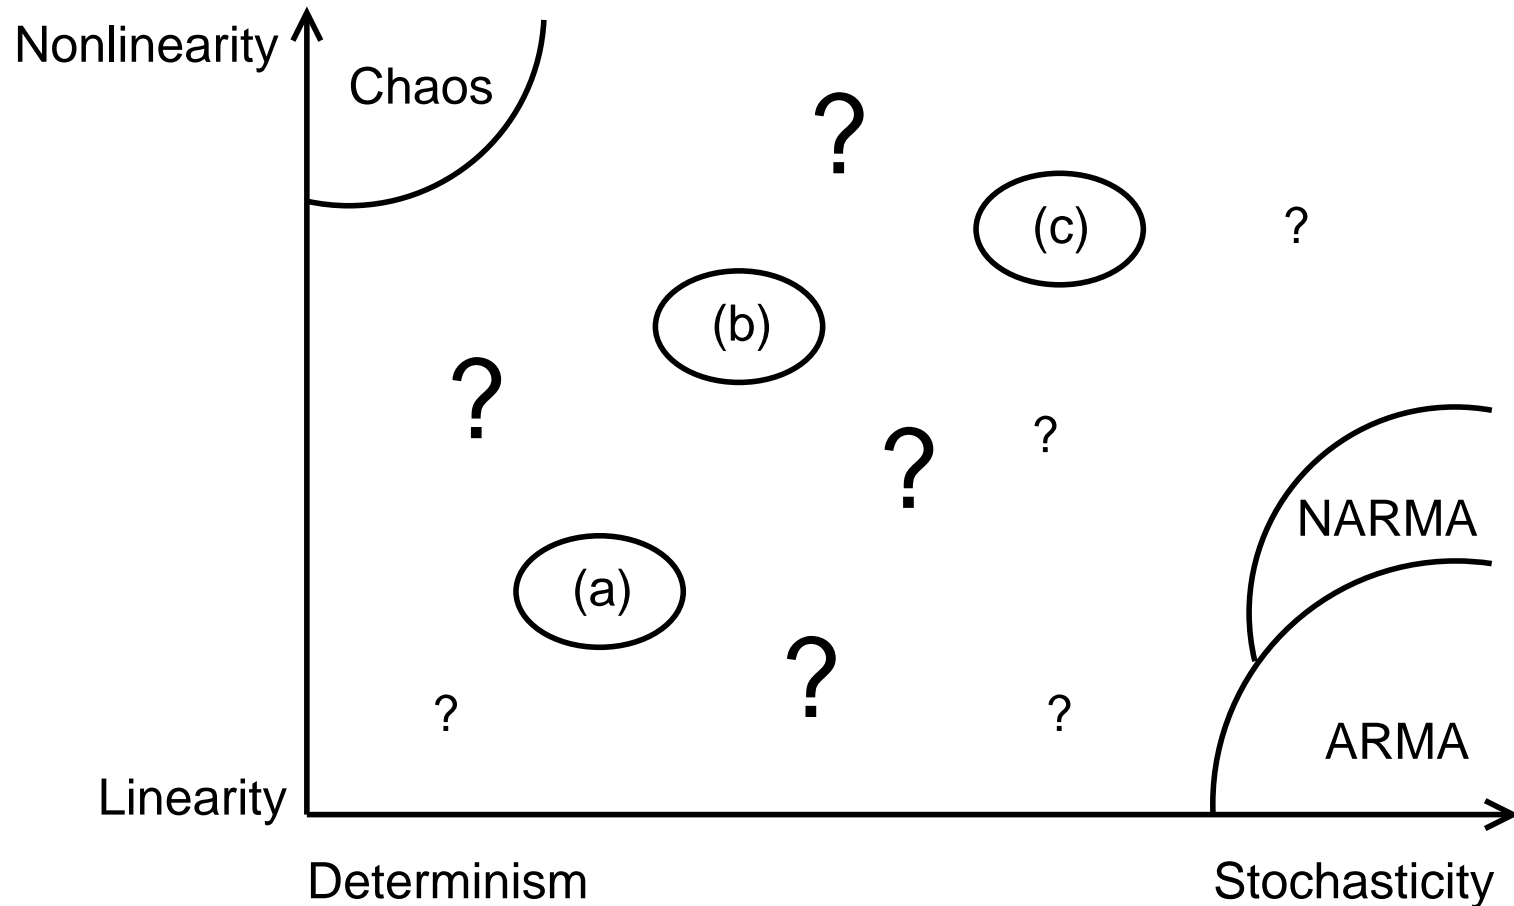 Nonlinearity
Chaos
?
(c)
?
(b)
?
?
?
NARMA
(a)
?
?
?
ARMA
Linearity
Determinism
Stochasticity